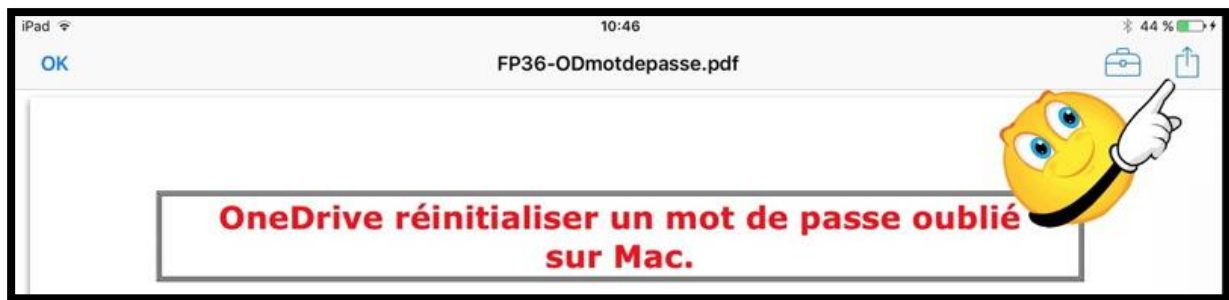 iPad 10:46 44 %
OK FP36-ODmotdepasse.pdf
OneDrive réinitialiser un mot de passe oublié
sur Mac.